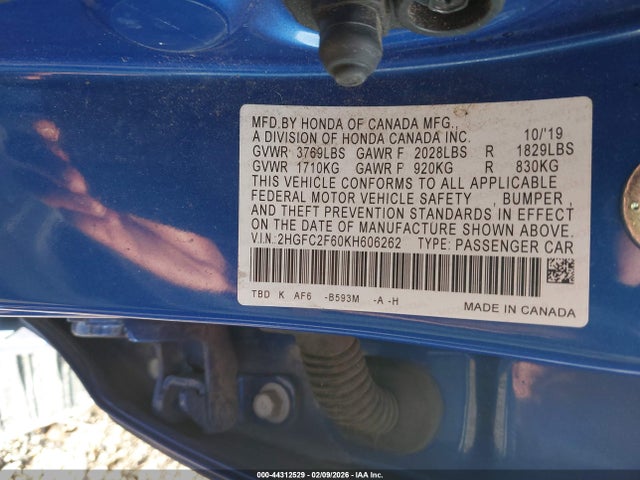 MFD.BY HONDA OF CANADA MFG.,
A DIVISION OF HONDA CANADA INC. 10/'19
GVWR 3769LBS GAWR F 2028LBS R 1829LBS
GVWR 1710KG GAWR F 920KG R 830KG
THIS VEHICLE CONFORMS TO ALL APPLICABLE
FEDERAL MOTOR VEHICLE SAFETY , BUMPER ,
AND THEFT PREVENTION STANDARDS IN EFFECT
ON THE DATE OF MANUFACTURE SHOWN ABOVE.
V.I.N.:2HGFC2F60KH606262 TYPE: PASSENGER CAR
TBD K AF6 -B593M -A -H
MADE IN CANADA
000-44312529 - 02/09/2026 - IAA Inc.